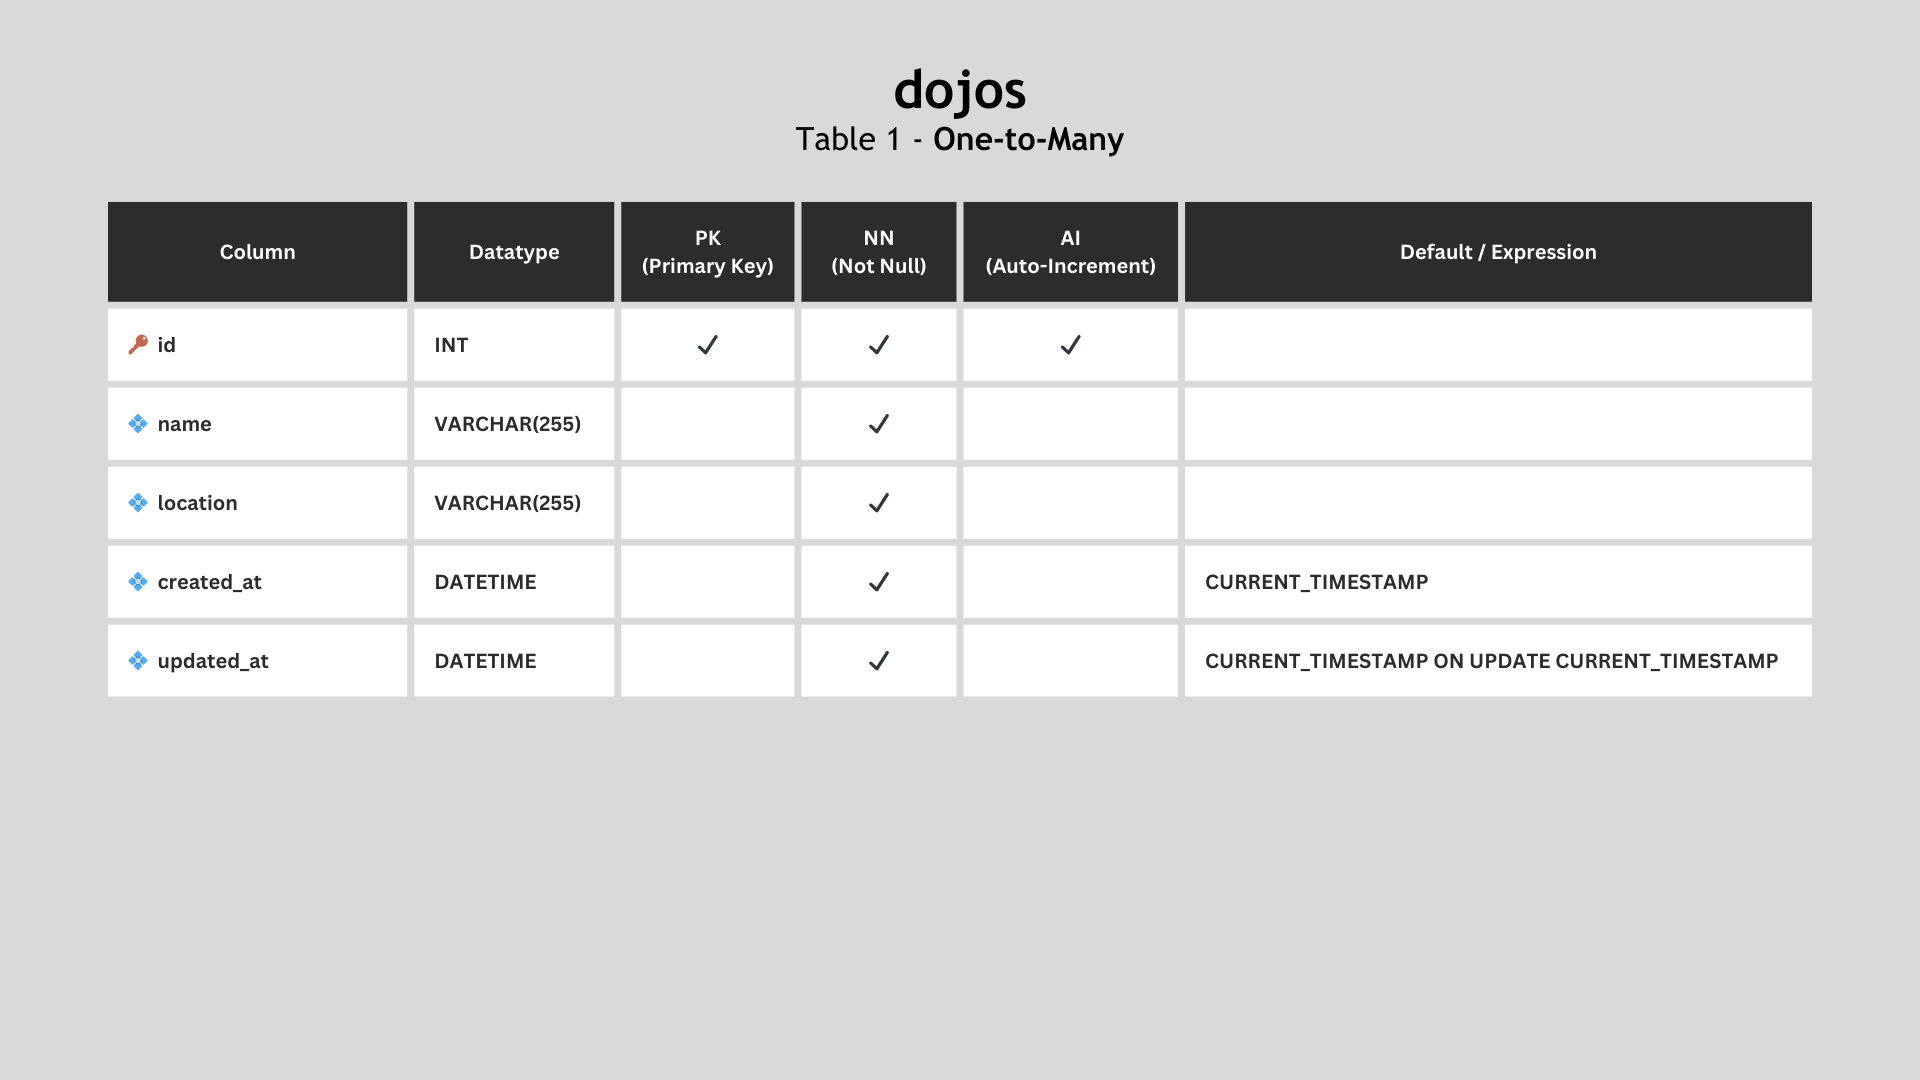 dojos
Table 1 - One-to-Many
Column Datatype PK (Primary Key) NN (Not Null) AI (Auto-Increment) Default / Expression
id INT ✓ ✓ ✓
name VARCHAR(255) ✓
location VARCHAR(255) ✓
created_at DATETIME ✓ CURRENT_TIMESTAMP
updated_at DATETIME ✓ CURRENT_TIMESTAMP ON UPDATE CURRENT_TIMESTAMP